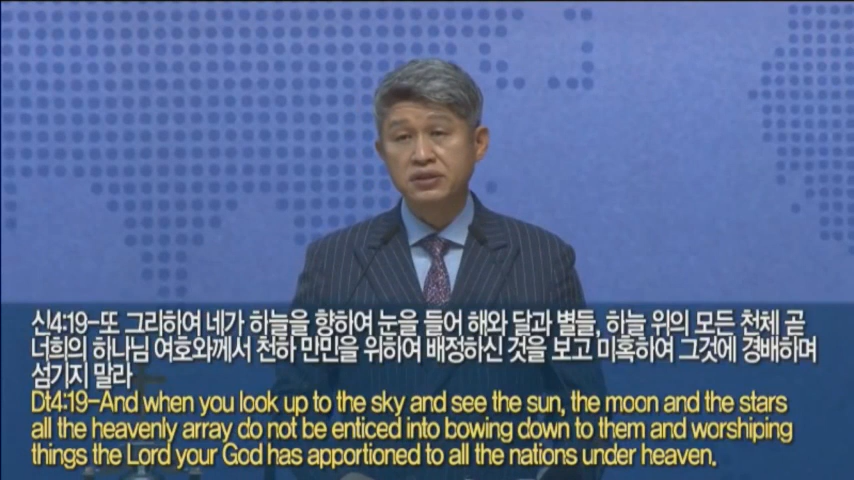 신4:19-또 그리하여 네가 하늘을 향하여 눈을 들어 해와 달과 별들, 하늘 위의 모든 천체 곧
너희의 하나님 여호와께서 천하 만민을 위하여 배정하신 것을 보고 미혹하여 그것에 경배하며
섬기지 말라
Dt4:19-And when you look up to the sky and see the sun, the moon and the stars
all the heavenly array do not be enticed into bowing down to them and worshiping
things the Lord your God has apportioned to all the nations under heaven.